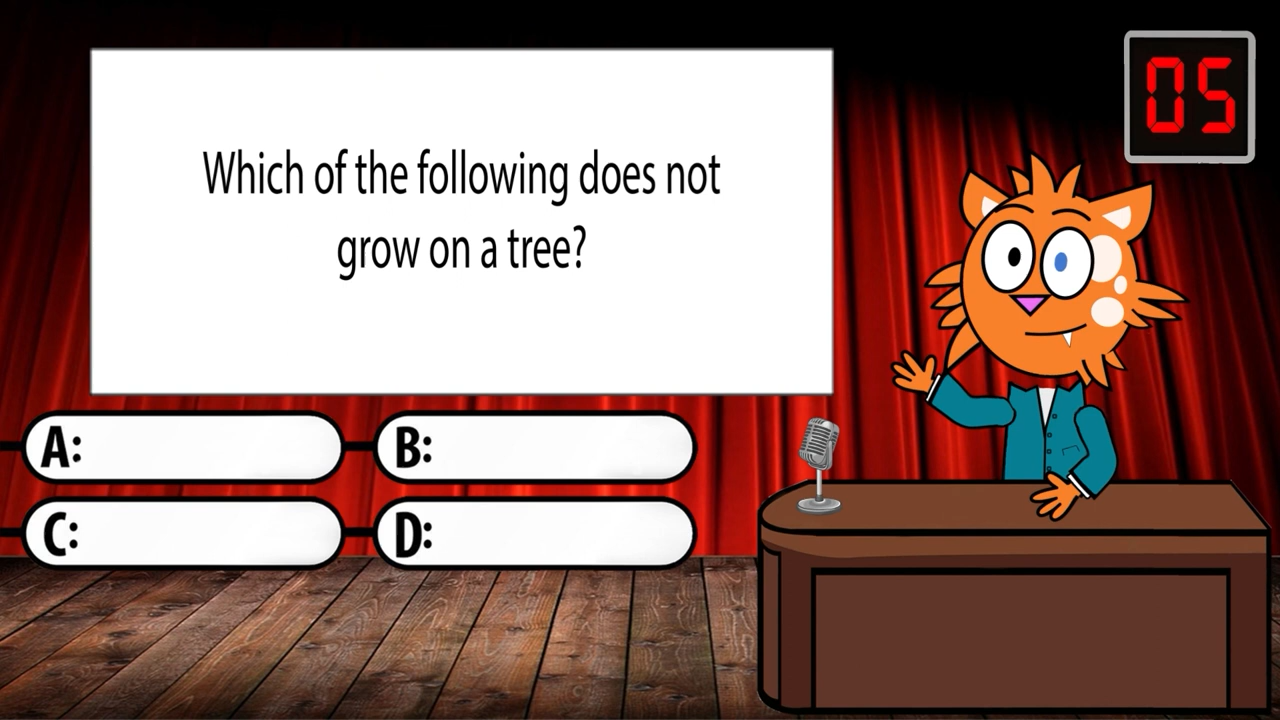 05
Which of the following does not
grow on a tree?
A:
B:
C:
D: